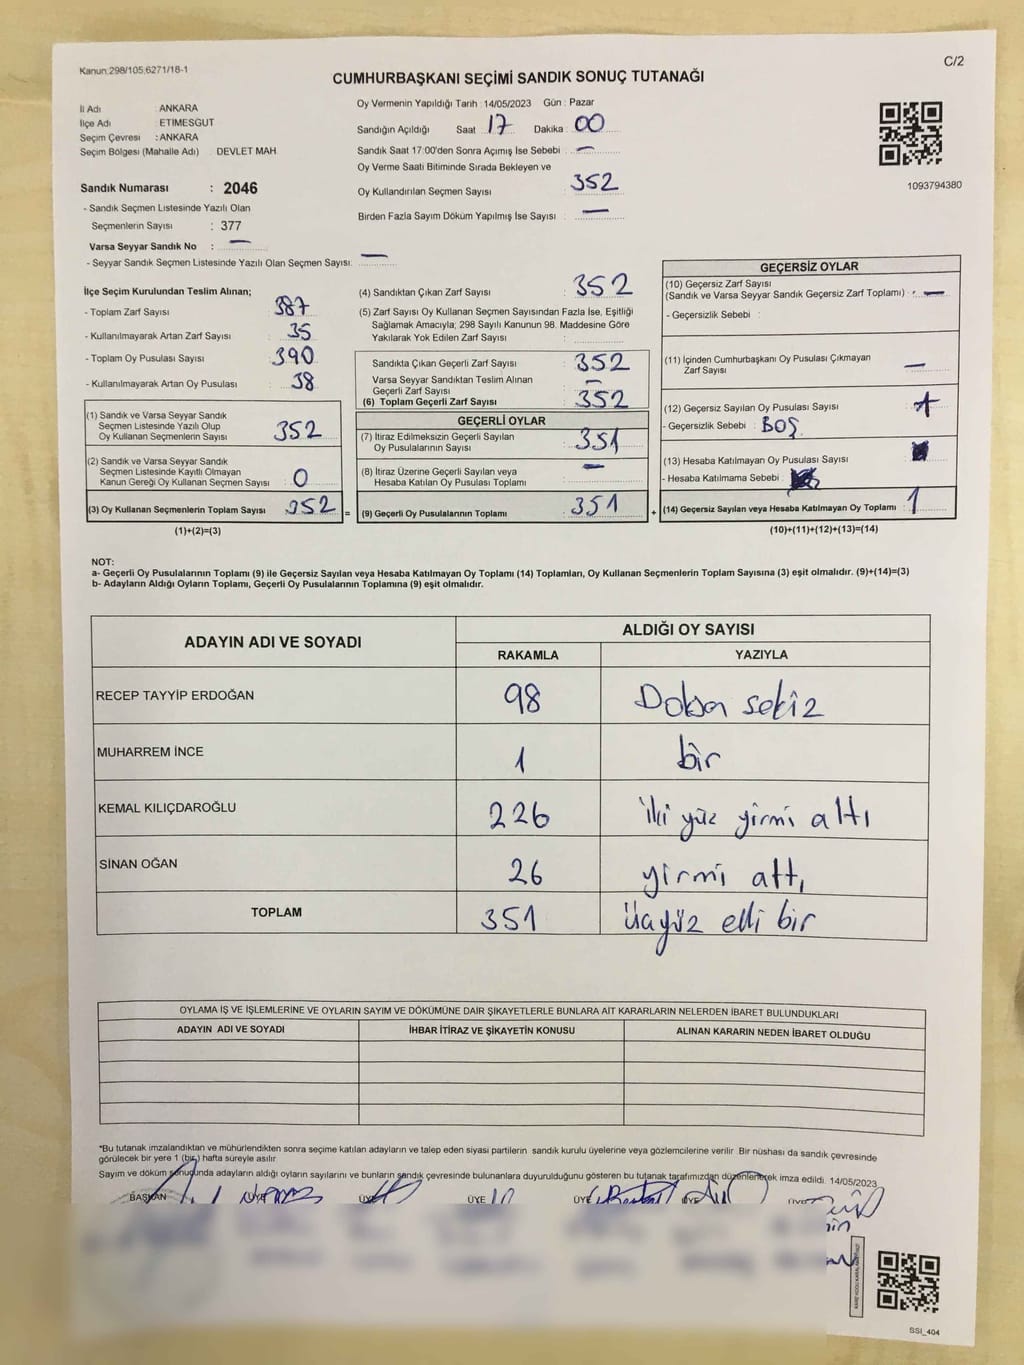 Kanun:298/105;6271/18-1
C/2
CUMHURBAŞKANI SEÇİMİ SANDIK SONUÇ TUTANAĞI
İl Adı ANKARA
İlçe Adı ETIMESGUT
Seçim Çevresi : ANKARA
Seçim Bölgesi (Mahalle Adı) : DEVLET MAH.
Oy Vermenin Yapıldığı Tarih :14/05/2023 Gün : Pazar
Sandığın Açıldığı Saat 17 Dakika 00
Sandık Saat 17:00'den Sonra Açımış İse Sebebi : —
Oy Verme Saati Bitiminde Sırada Bekleyen ve
Oy Kullandırılan Seçmen Sayısı 352
Birden Fazla Sayım Döküm Yapılmış İse Sayısı : —
1093794380
Sandık Numarası : 2046
- Sandık Seçmen Listesinde Yazılı Olan
Seçmenlerin Sayısı : 377
Varsa Seyyar Sandık No : —
- Seyyar Sandık Seçmen Listesinde Yazılı Olan Seçmen Sayısı: —
İlçe Seçim Kurulundan Teslim Alınan;
- Toplam Zarf Sayısı : 387
- Kullanılmayarak Artan Zarf Sayısı : 35
- Toplam Oy Pusulası Sayısı : 390
- Kullanılmayarak Artan Oy Pusulası : 38
(1) Sandık ve Varsa Seyyar Sandık
Seçmen Listesinde Yazılı Olup
Oy Kullanan Seçmenlerin Sayısı : 352
(2) Sandık ve Varsa Seyyar Sandık
Seçmen Listesinde Kayıtlı Olmayan
Kanun Gereği Oy Kullanan Seçmen Sayısı : 0
(3) Oy Kullanan Seçmenlerin Toplam Sayısı : 352
(1)+(2)=(3)
(4) Sandıktan Çıkan Zarf Sayısı : 352
(5) Zarf Sayısı Oy Kullanan Seçmen Sayısından Fazla İse, Eşitliği
Sağlamak Amacıyla; 298 Sayılı Kanunun 98. Maddesine Göre
Yakılarak Yok Edilen Zarf Sayısı :
Sandıkta Çıkan Geçerli Zarf Sayısı : 352
Varsa Seyyar Sandıktan Teslim Alınan
Geçerli Zarf Sayısı : —
(6) Toplam Geçerli Zarf Sayısı : 352
GEÇERLİ OYLAR
(7) İtiraz Edilmeksizin Geçerli Sayılan
Oy Pusulalarının Sayısı : 351
(8) İtiraz Üzerine Geçerli Sayılan veya
Hesaba Katılan Oy Pusulası Toplamı : —
= (9) Geçerli Oy Pusulalarının Toplamı : 351
GEÇERSİZ OYLAR
(10) Geçersiz Zarf Sayısı
(Sandık ve Varsa Seyyar Sandık Geçersiz Zarf Toplamı) : —
- Geçersizlik Sebebi :
(11) İçinden Cumhurbaşkanı Oy Pusulası Çıkmayan
Zarf Sayısı —
(12) Geçersiz Sayılan Oy Pusulası Sayısı :
- Geçersizlik Sebebi : BOŞ
(13) Hesaba Katılmayan Oy Pusulası Sayısı :
- Hesaba Katılmama Sebebi :
+ (14) Geçersiz Sayılan veya Hesaba Katılmayan Oy Toplamı : 1
(10)+(11)+(12)+(13)=(14)
NOT:
a- Geçerli Oy Pusulalarının Toplamı (9) ile Geçersiz Sayılan veya Hesaba Katılmayan Oy Toplamı (14) Toplamları, Oy Kullanan Seçmenlerin Toplam Sayısına (3) eşit olmalıdır. (9)+(14)=(3)
b- Adayların Aldığı Oyların Toplamı, Geçerli Oy Pusulalarının Toplamına (9) eşit olmalıdır.
ADAYIN ADI VE SOYADI ALDIĞI OY SAYISI
RAKAMLA YAZIYLA
RECEP TAYYİP ERDOĞAN 98 Doksan sekiz
MUHARREM İNCE 1 bir
KEMAL KILIÇDAROĞLU 226 iki yüz yirmi altı
SİNAN OĞAN 26 yirmi altı
TOPLAM 351 Üçyüz elli bir
OYLAMA İŞ VE İŞLEMLERİNE VE OYLARIN SAYIM VE DÖKÜMÜNE DAİR ŞİKAYETLERLE BUNLARA AİT KARARLARIN NELERDEN İBARET BULUNDUKLARI
ADAYIN ADI VE SOYADI İHBAR İTİRAZ VE ŞİKAYETİN KONUSU ALINAN KARARIN NEDEN İBARET OLDUĞU
*Bu tutanak imzalandıktan ve mühürlendikten sonra seçime katılan adayların ve talep eden siyasi partilerin sandık kurulu üyelerine veya gözlemcilerine verilir. Bir nüshası da sandık çevresinde
görülecek bir yere 1 (bir) hafta süreyle asılır.
Sayım ve döküm sonucunda adayların aldığı oyların sayılarını ve bunların sandık çevresinde bulunanlara duyurulduğunu gösteren bu tutanak tarafımızdan düzenlenerek imza edildi. 14/05/2023
BAŞKAN ÜYE ÜYE ÜYE ÜYE ÜYE ÜYE
SSİ_404